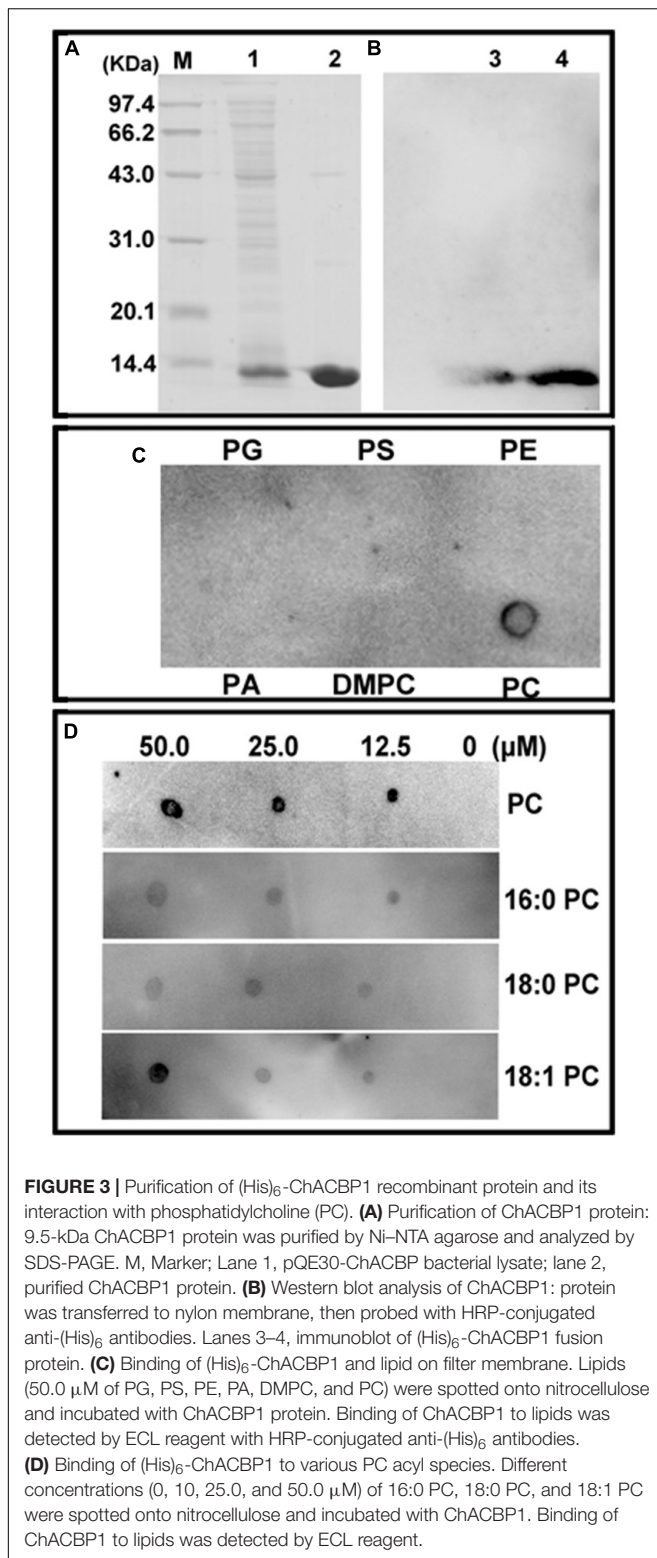 A
(KDa) M 1 2
B
3 4
97.4
66.2
43.0
31.0
20.1
14.4
C
PG PS PE
PA DMPC PC
D
50.0 25.0 12.5 0 (μM)
PC
16:0 PC
18:0 PC
18:1 PC
FIGURE 3 | Purification of (His)6-ChACBP1 recombinant protein and its
interaction with phosphatidylcholine (PC). (A) Purification of ChACBP1 protein:
9.5-kDa ChACBP1 protein was purified by Ni–NTA agarose and analyzed by
SDS-PAGE. M, Marker; Lane 1, pQE30-ChACBP bacterial lysate; lane 2,
purified ChACBP1 protein. (B) Western blot analysis of ChACBP1: protein
was transferred to nylon membrane, then probed with HRP-conjugated
anti-(His)6 antibodies. Lanes 3–4, immunoblot of (His)6-ChACBP1 fusion
protein. (C) Binding of (His)6-ChACBP1 and lipid on filter membrane. Lipids
(50.0 μM of PG, PS, PE, PA, DMPC, and PC) were spotted onto nitrocellulose
and incubated with ChACBP1 protein. Binding of ChACBP1 to lipids was
detected by ECL reagent with HRP-conjugated anti-(His)6 antibodies.
(D) Binding of (His)6-ChACBP1 to various PC acyl species. Different
concentrations (0, 10, 25.0, and 50.0 μM) of 16:0 PC, 18:0 PC, and 18:1 PC
were spotted onto nitrocellulose and incubated with ChACBP1. Binding of
ChACBP1 to lipids was detected by ECL reagent.